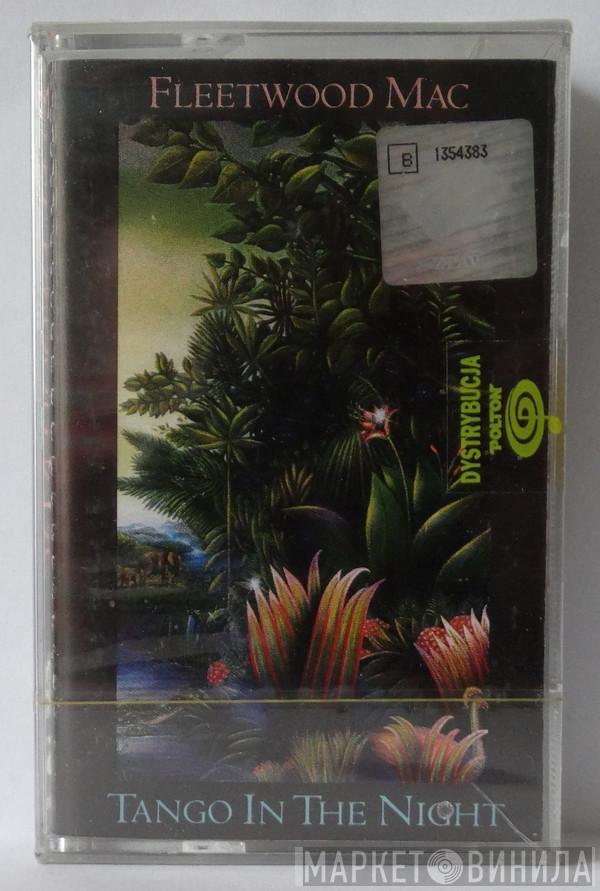 FLEETWOOD MAC
B 1354383
DYSTRYBUCJA
POLTON
TANGO IN THE NIGHT
МАРКЕТ ВИНИЛА